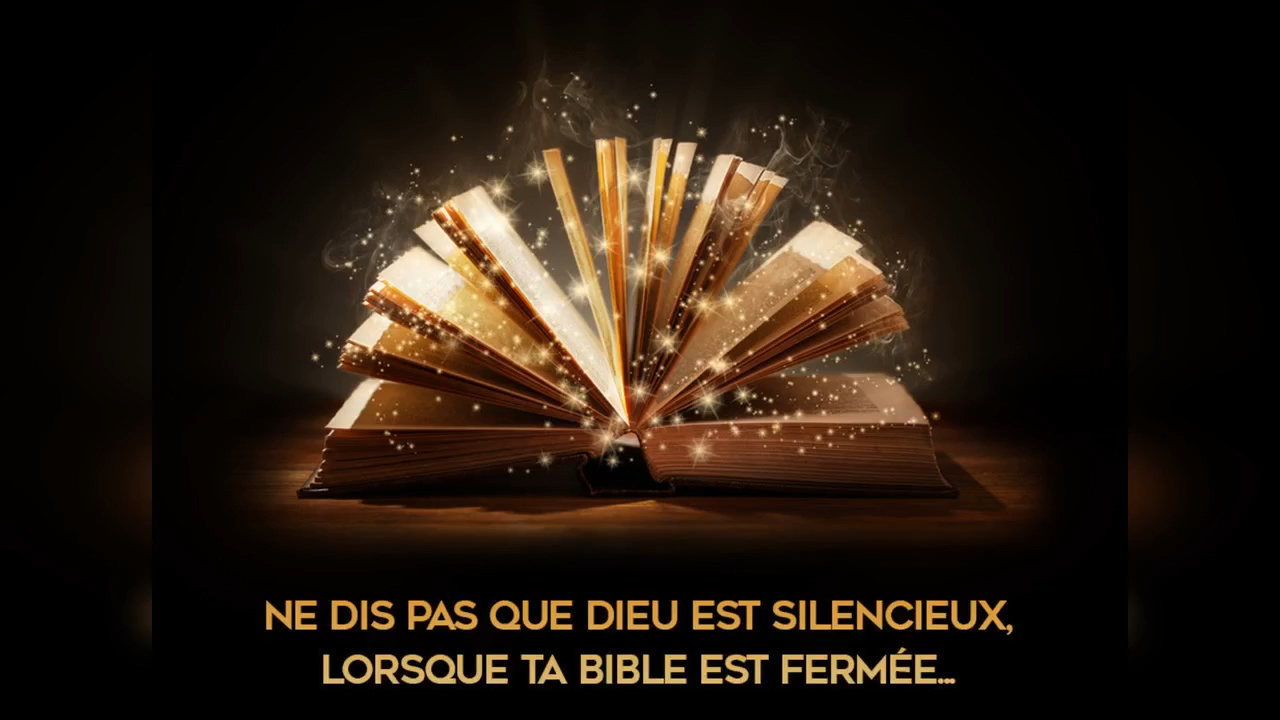 NE DIS PAS QUE DIEU EST SILENCIEUX,
LORSQUE TA BIBLE EST FERMÉE...